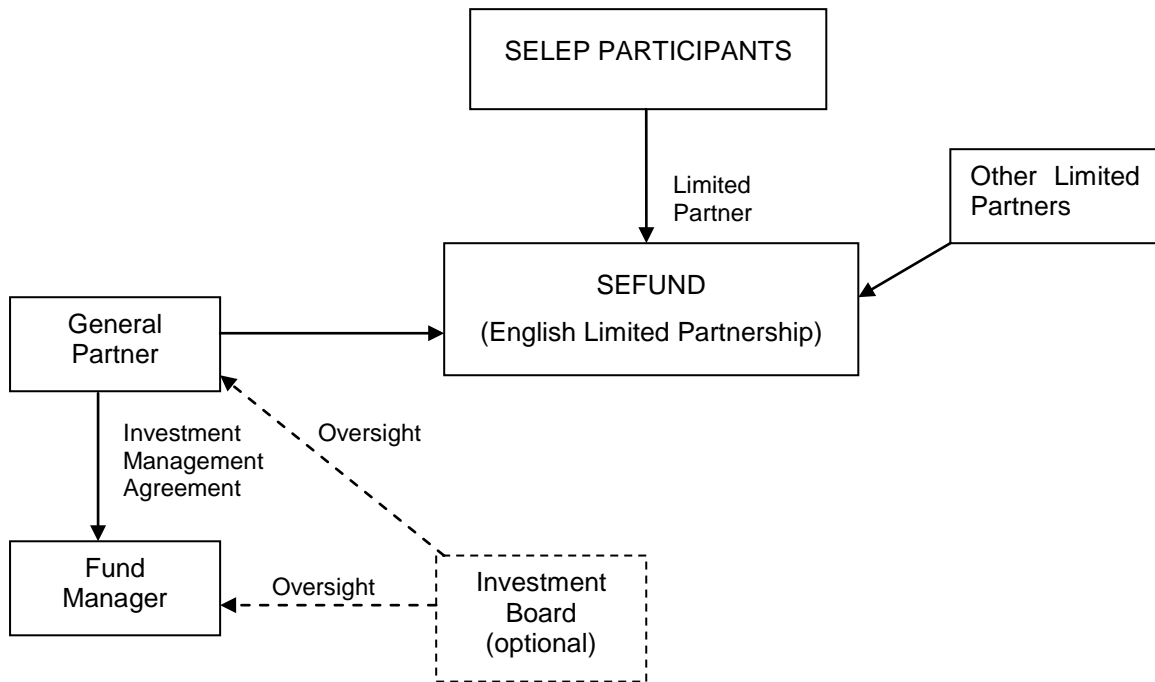 SELEP PARTICIPANTS
Limited
Partner
Other Limited
Partners
SEFUND
(English Limited Partnership)
General
Partner
Investment
Management
Agreement
Oversight
Fund
Manager
Oversight
Investment
Board
(optional)